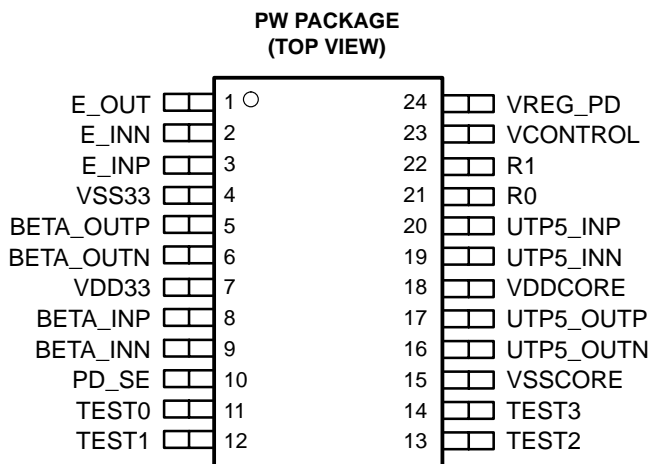 PW PACKAGE
(TOP VIEW)
E_OUT 1 24 VREG_PD
E_INN 2 23 VCONTROL
E_INP 3 22 R1
VSS33 4 21 R0
BETA_OUTP 5 20 UTP5_INP
BETA_OUTN 6 19 UTP5_INN
VDD33 7 18 VDDCORE
BETA_INP 8 17 UTP5_OUTP
BETA_INN 9 16 UTP5_OUTN
PD_SE 10 15 VSSCORE
TEST0 11 14 TEST3
TEST1 12 13 TEST2